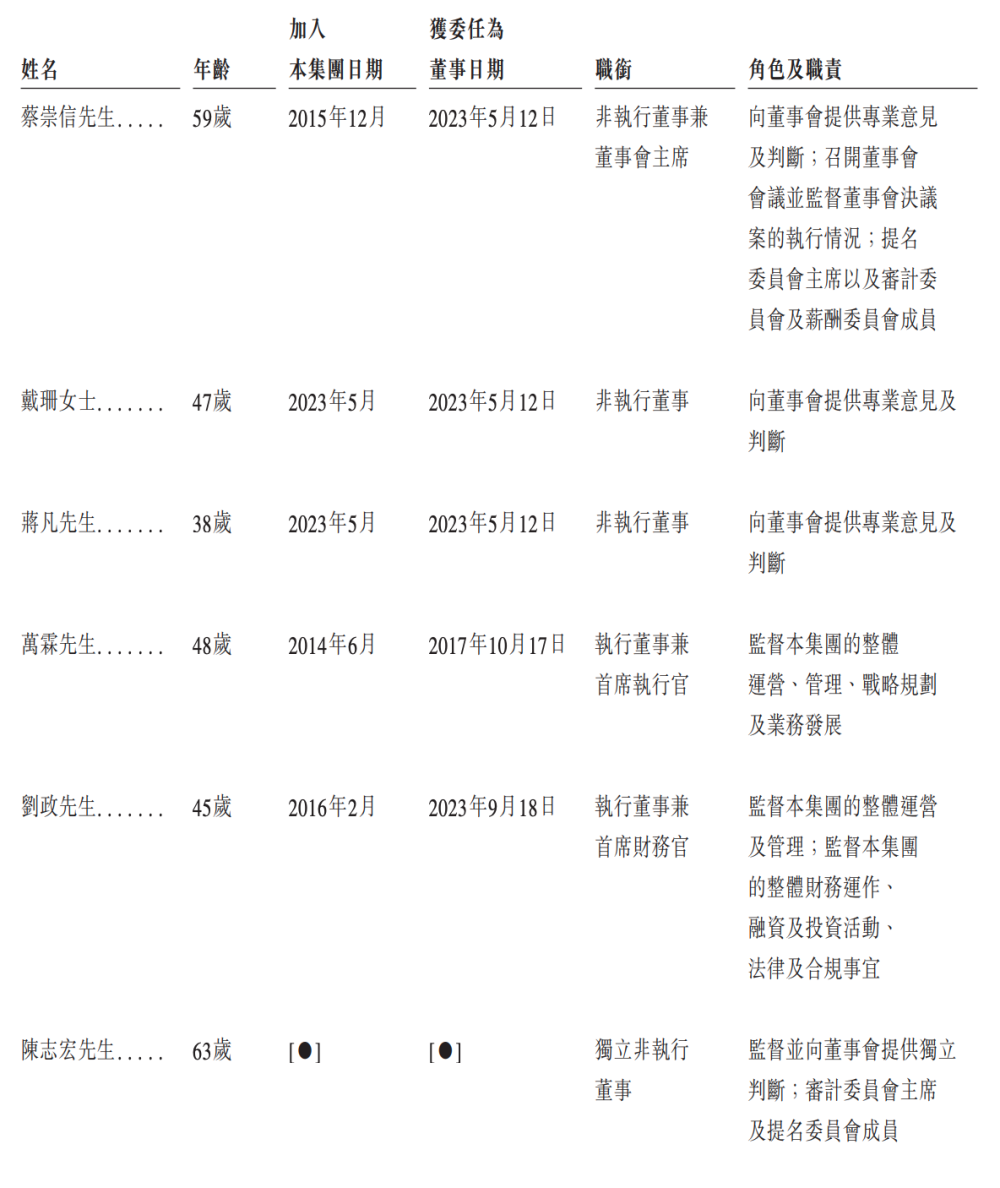 加入 獲委任為
姓名 年齡 本集團日期 董事日期 職銜 角色及職責
蔡崇信先生..... 59歲 2015年12月 2023年5月12日 非執行董事兼 向董事會提供專業意見
董事會主席 及判斷；召開董事會
會議並監督董事會決議
案的執行情況；提名
委員會主席以及審計委
員會及薪酬委員會成員
戴珊女士....... 47歲 2023年5月 2023年5月12日 非執行董事 向董事會提供專業意見及
判斷
蔣凡先生....... 38歲 2023年5月 2023年5月12日 非執行董事 向董事會提供專業意見及
判斷
萬霖先生....... 48歲 2014年6月 2017年10月17日 執行董事兼 監督本集團的整體
首席執行官 運營、管理、戰略規劃
及業務發展
劉政先生....... 45歲 2016年2月 2023年9月18日 執行董事兼 監督本集團的整體運營
首席財務官 及管理；監督本集團
的整體財務運作、
融資及投資活動、
法律及合規事宜
陳志宏先生..... 63歲 [●] [●] 獨立非執行 監督並向董事會提供獨立
董事 判斷；審計委員會主席
及提名委員會成員